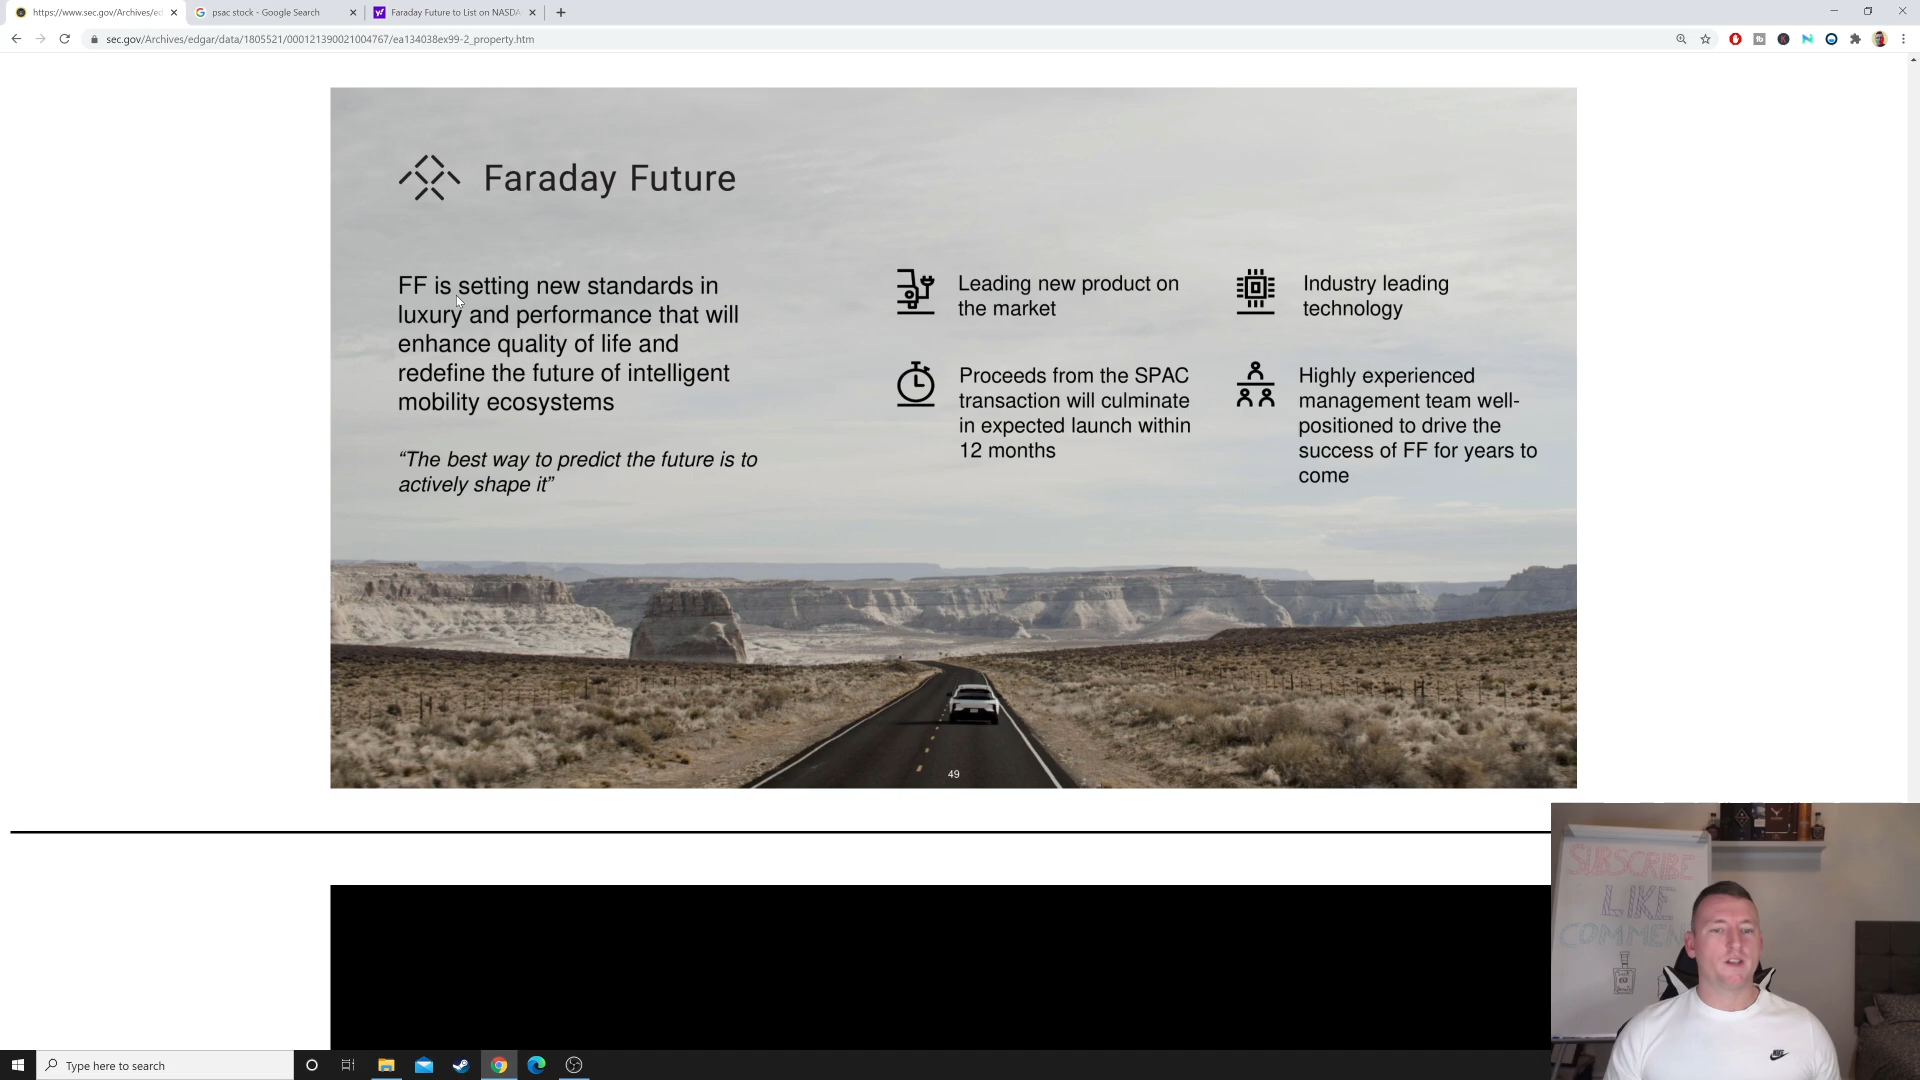 https://www.sec.gov/Archives/ed
psac stock - Google Search
Faraday Future to List on NASDA
sec.gov/Archives/edgar/data/1805521/000121390021004767/ea134038ex99-2_property.htm
Faraday Future
FF is setting new standards in
luxury and performance that will
enhance quality of life and
redefine the future of intelligent
mobility ecosystems
“The best way to predict the future is to
actively shape it”
Leading new product on
the market
Industry leading
technology
Proceeds from the SPAC
transaction will culminate
in expected launch within
12 months
Highly experienced
management team well-
positioned to drive the
success of FF for years to
come
49
SUBSCRIBE
LIKE
COMMEN
Type here to search